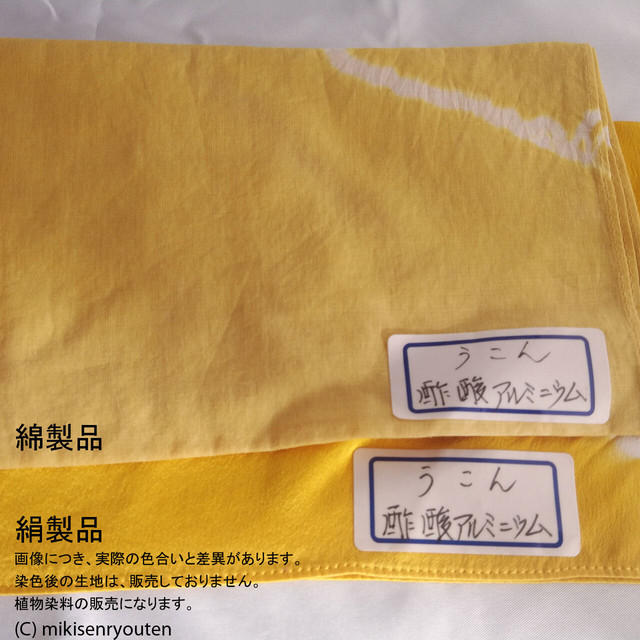 うこん
酢酸アルミニウム
綿製品
うこん
酢酸アルミニウム
絹製品
画像につき、実際の色合いと差異があります。
染色後の生地は、販売しておりません。
植物染料の販売になります。
(C) mikisenryouten